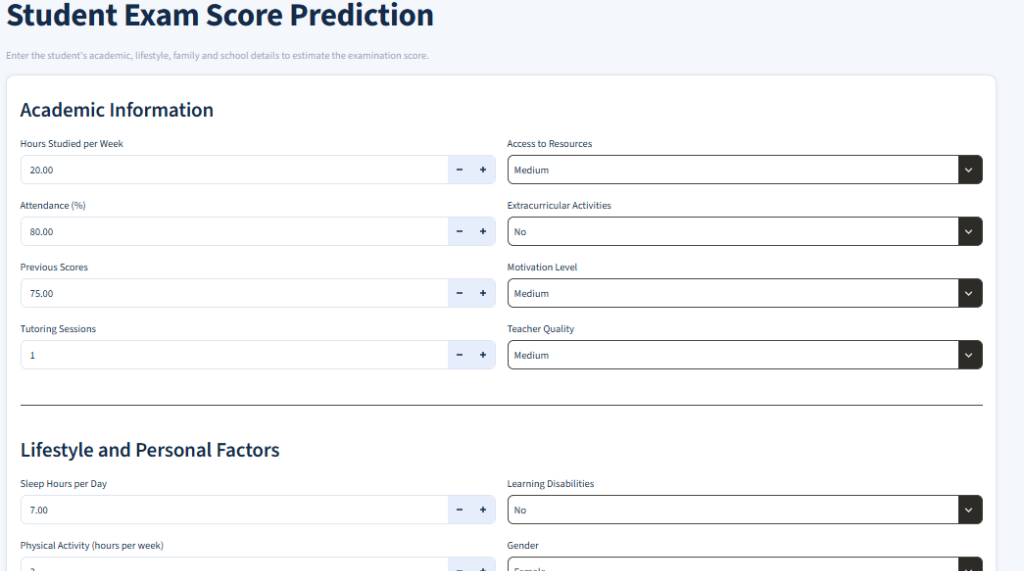 Student Exam Score Prediction
Enter the student's academic, lifestyle, family and school details to estimate the examination score.
Academic Information
Hours Studied per Week
20.00
Access to Resources
Medium
Attendance (%)
80.00
Extracurricular Activities
No
Previous Scores
75.00
Motivation Level
Medium
Tutoring Sessions
1
Teacher Quality
Medium
Lifestyle and Personal Factors
Sleep Hours per Day
7.00
Learning Disabilities
No
Physical Activity (hours per week)
Gender